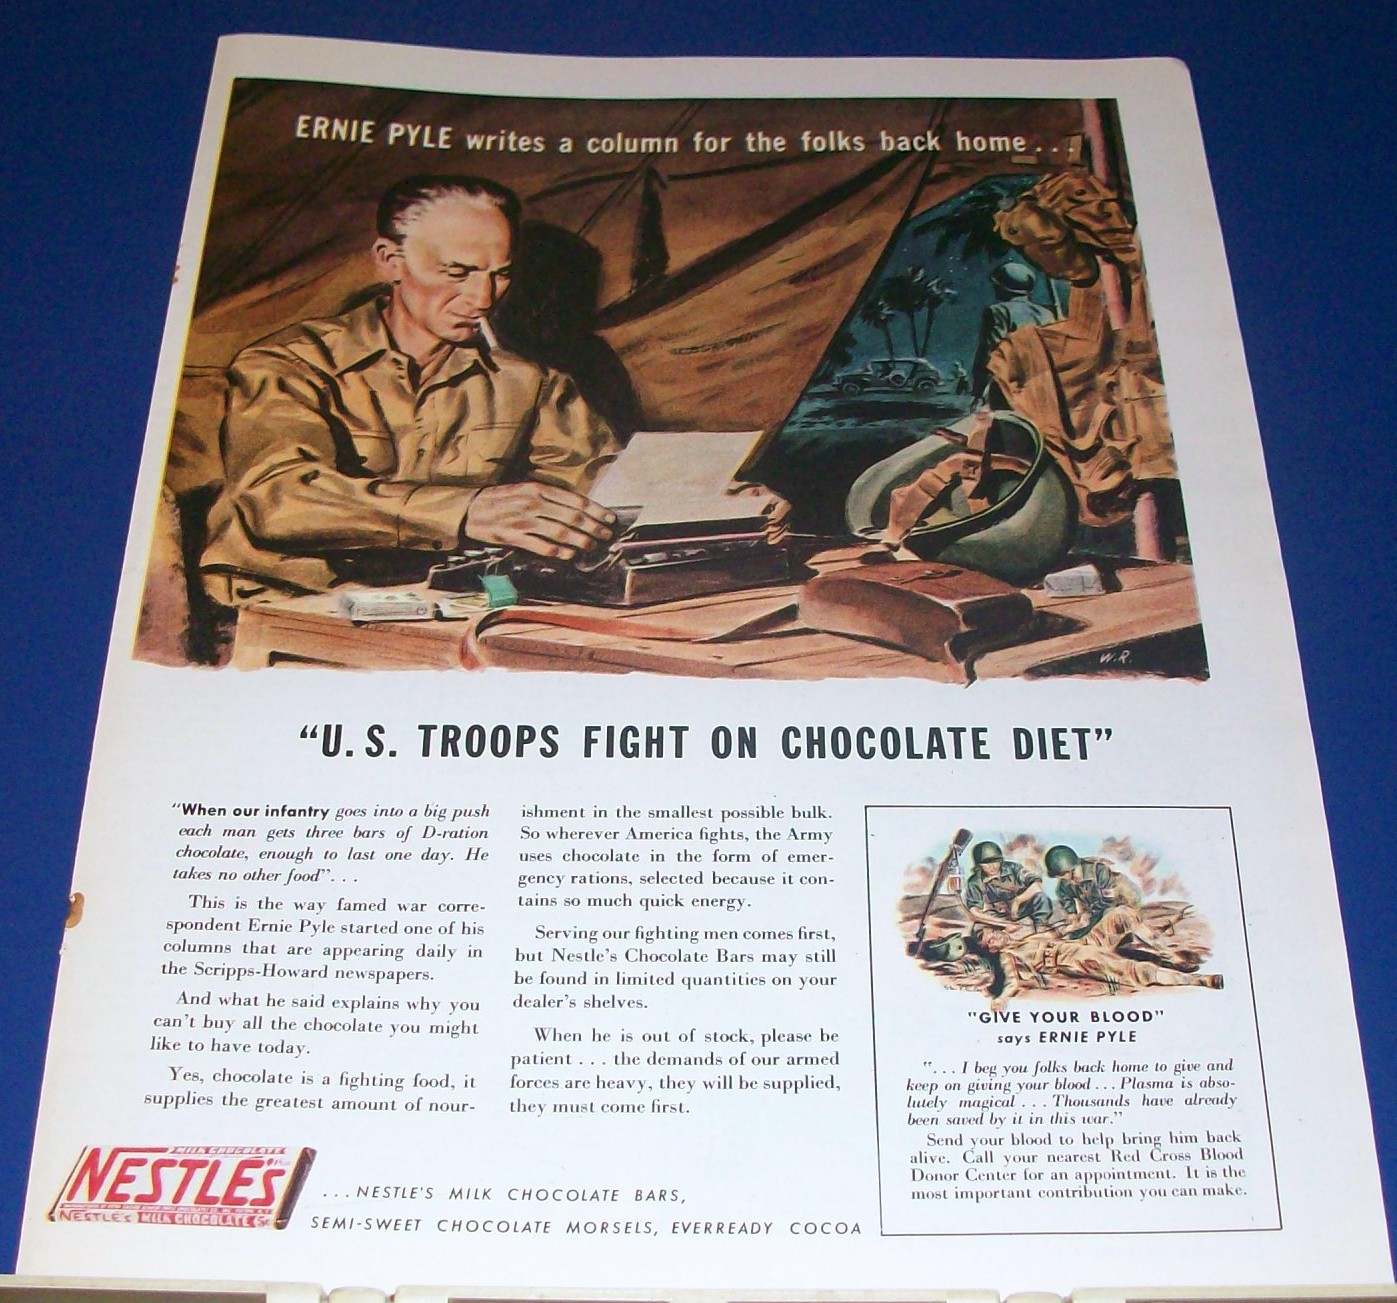 ERNIE PYLE writes a column for the folks back home...
W.R.
"U. S. TROOPS FIGHT ON CHOCOLATE DIET"
"When our infantry goes into a big push
each man gets three bars of D-ration
chocolate, enough to last one day. He
takes no other food"...
This is the way famed war corre-
spondent Ernie Pyle started one of his
columns that are appearing daily in
the Scripps-Howard newspapers.
And what he said explains why you
can't buy all the chocolate you might
like to have today.
Yes, chocolate is a fighting food, it
supplies the greatest amount of nour-
ishment in the smallest possible bulk.
So wherever America fights, the Army
uses chocolate in the form of emer-
gency rations, selected because it con-
tains so much quick energy.
Serving our fighting men comes first,
but Nestle's Chocolate Bars may still
be found in limited quantities on your
dealer's shelves.
When he is out of stock, please be
patient... the demands of our armed
forces are heavy, they will be supplied,
they must come first.
"GIVE YOUR BLOOD"
says ERNIE PYLE
"... I beg you folks back home to give and
keep on giving your blood... Plasma is abso-
lutely magical... Thousands have already
been saved by it in this war."
Send your blood to help bring him back
alive. Call your nearest Red Cross Blood
Donor Center for an appointment. It is the
most important contribution you can make.
MILK CHOCOLATE
NESTLÉ'S
NESTLÉ'S MILK CHOCOLATE 5¢
...NESTLE'S MILK CHOCOLATE BARS,
SEMI-SWEET CHOCOLATE MORSELS, EVERREADY COCOA